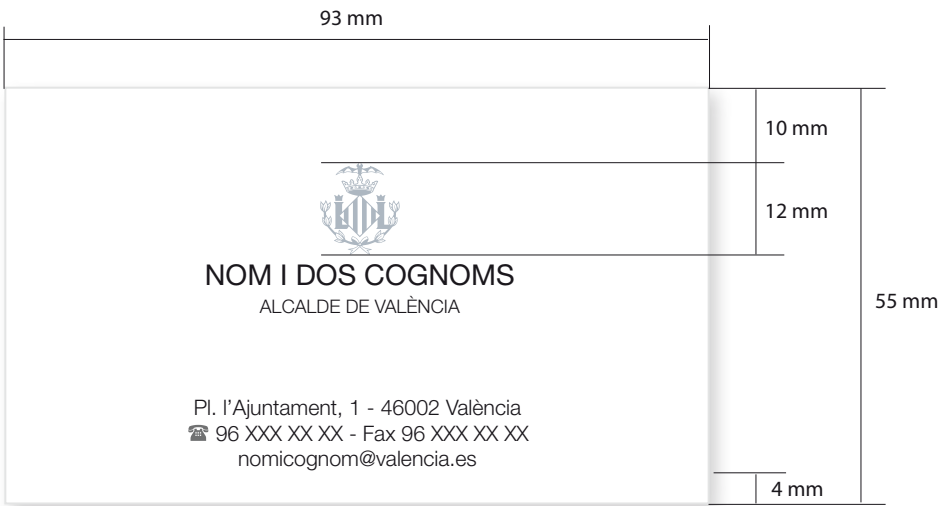 93 mm
10 mm
12 mm
NOM I DOS COGNOMS
ALCALDE DE VALÈNCIA
55 mm
Pl. l'Ajuntament, 1 - 46002 València
☎ 96 XXX XX XX - Fax 96 XXX XX XX
nomicognom@valencia.es
4 mm